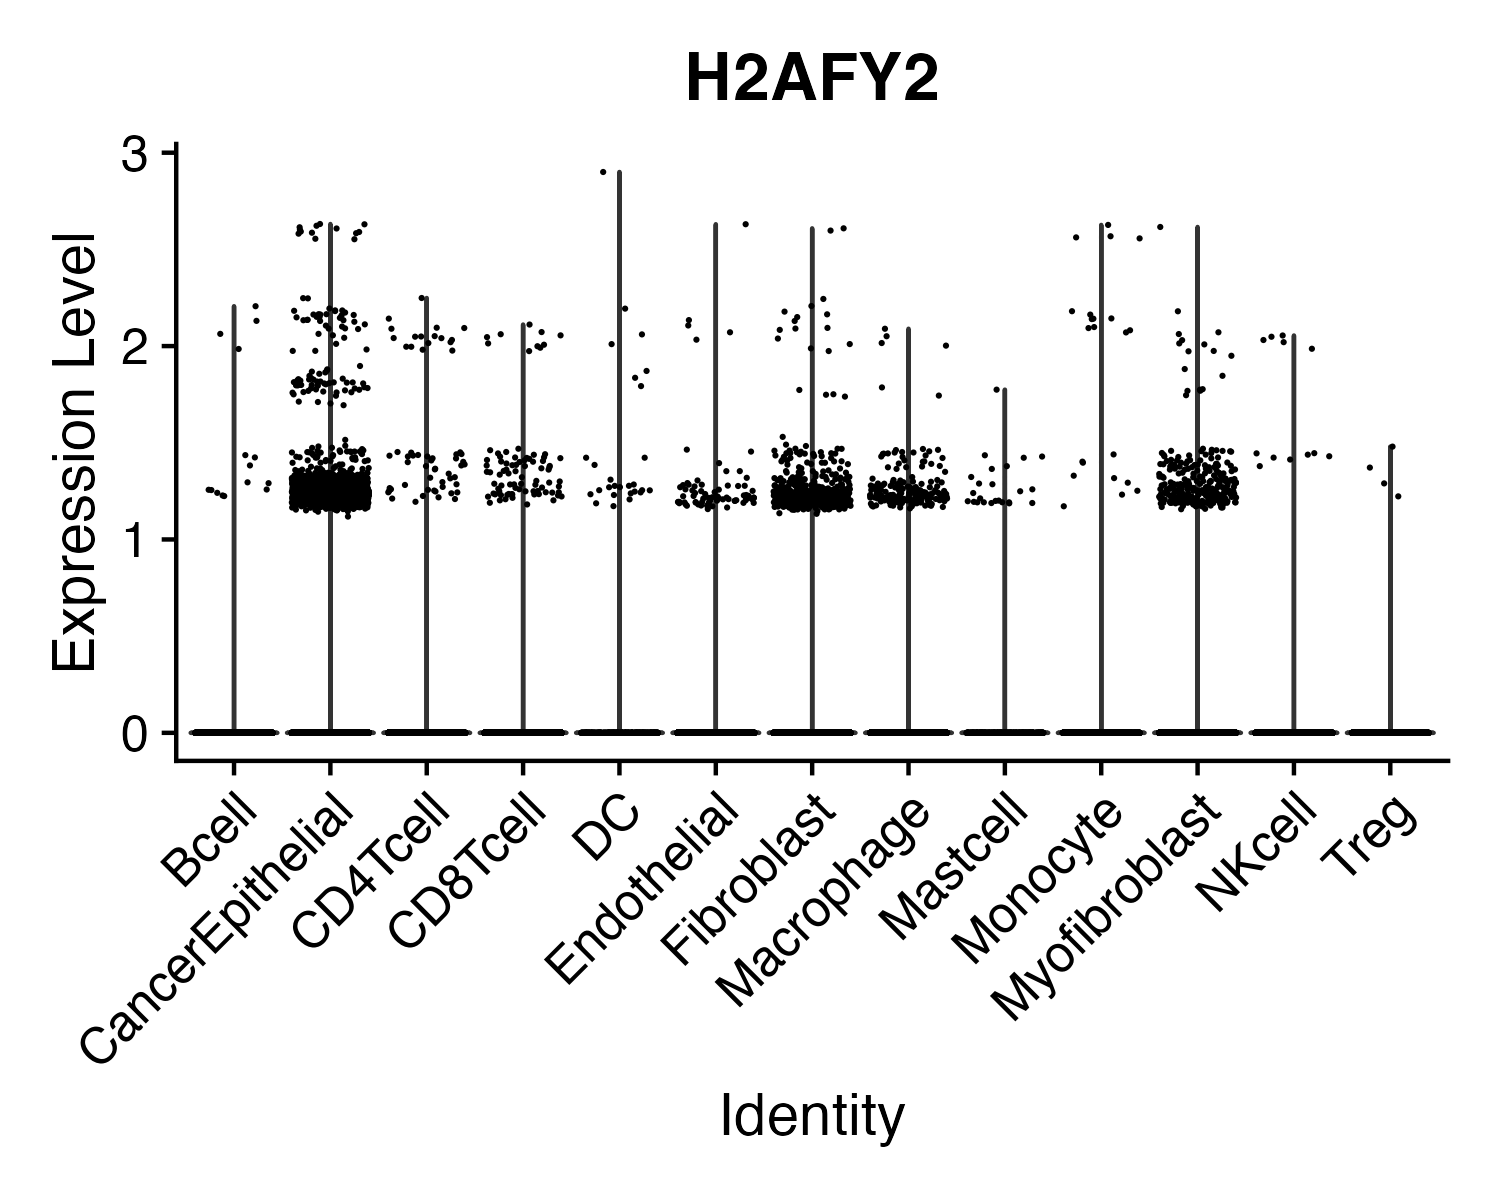 H2AFY2
Expression Level
3
2
1
0
Bcell
CancerEpithelial
CD4Tcell
CD8Tcell
DC
Endothelial
Fibroblast
Macrophage
Mastcell
Monocyte
Myofibroblast
NKcell
Treg
Identity